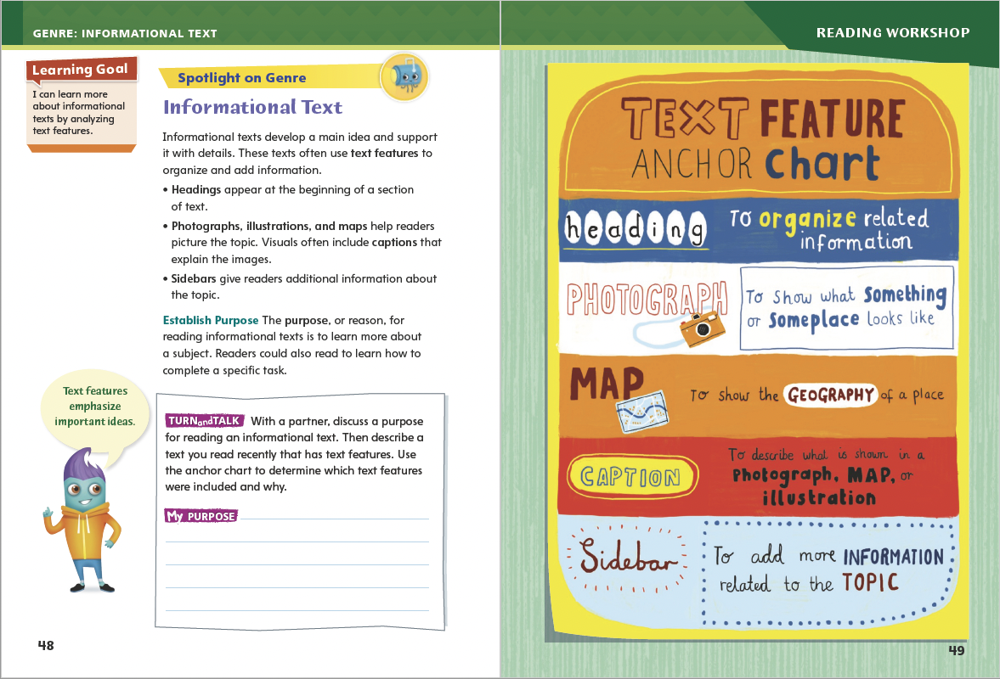 GENRE: INFORMATIONAL TEXT
Learning Goal
I can learn more
about informational
texts by analyzing
text features.
Spotlight on Genre
Informational Text
Informational texts develop a main idea and support
it with details. These texts often use text features to
organize and add information.
• Headings appear at the beginning of a section
of text.
• Photographs, illustrations, and maps help readers
picture the topic. Visuals often include captions that
explain the images.
• Sidebars give readers additional information about
the topic.
Establish Purpose The purpose, or reason, for
reading informational texts is to learn more about
a subject. Readers could also read to learn how to
complete a specific task.
Text features
emphasize
important ideas.
TURN and TALK With a partner, discuss a purpose
for reading an informational text. Then describe a
text you read recently that has text features. Use
the anchor chart to determine which text features
were included and why.
My PURPOSE
48
READING WORKSHOP
TEXT FEATURE
ANCHOR Chart
heading
To organize related
information
PHOTOGRAPH
To show what Something
or Someplace looks like
MAP
To show the GEOGRAPHY of a place
CAPTION
To describe what is shown in a
Photograph, MAP, or
illustration
Sidebar
To add more INFORMATION
related to the TOPIC
49